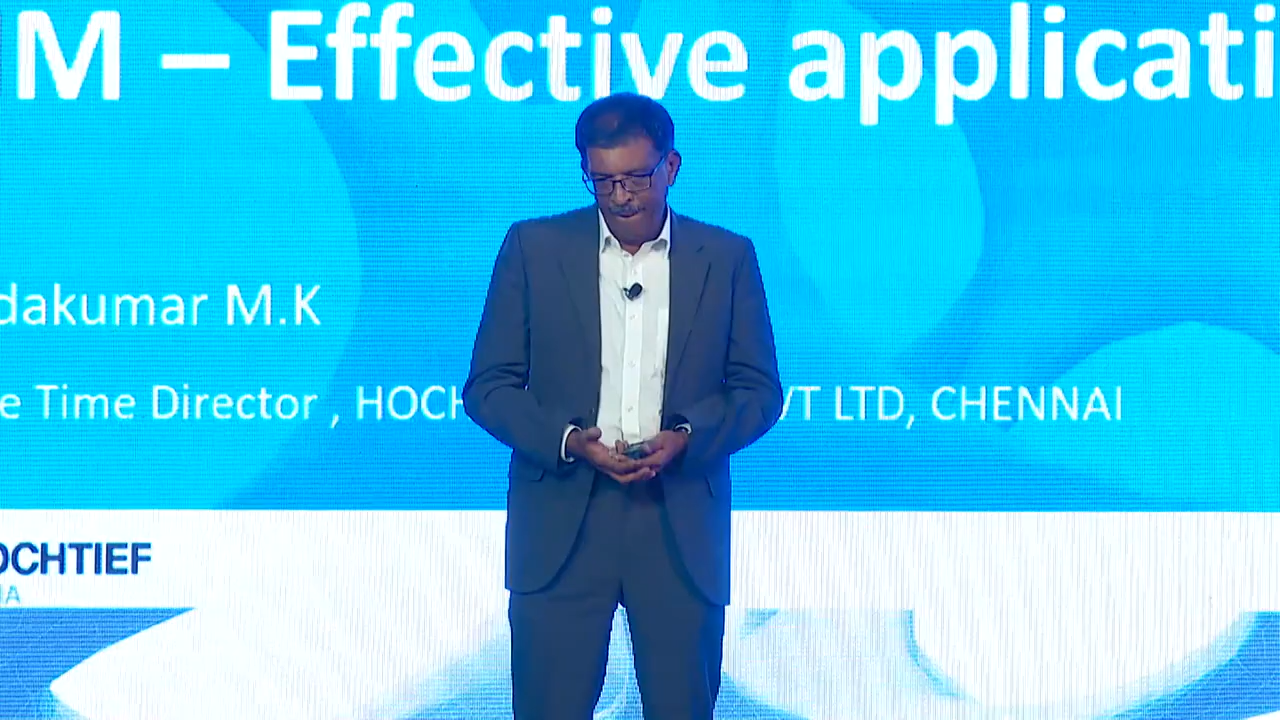 M – Effective applicati
dakumar M.K
e Time Director , HOCH VT LTD, CHENNAI
OCHTIEF
IA